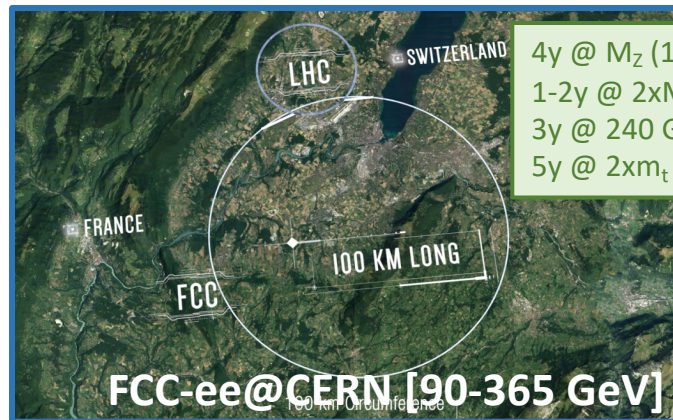 4y @ M_Z (1
1-2y @ 2xM
3y @ 240 G
5y @ 2xm_t
SWITZERLAND
LHC
FRANCE
100 KM LONG
FCC
FCC-ee@CERN [90-365 GeV]
100 km Circumference